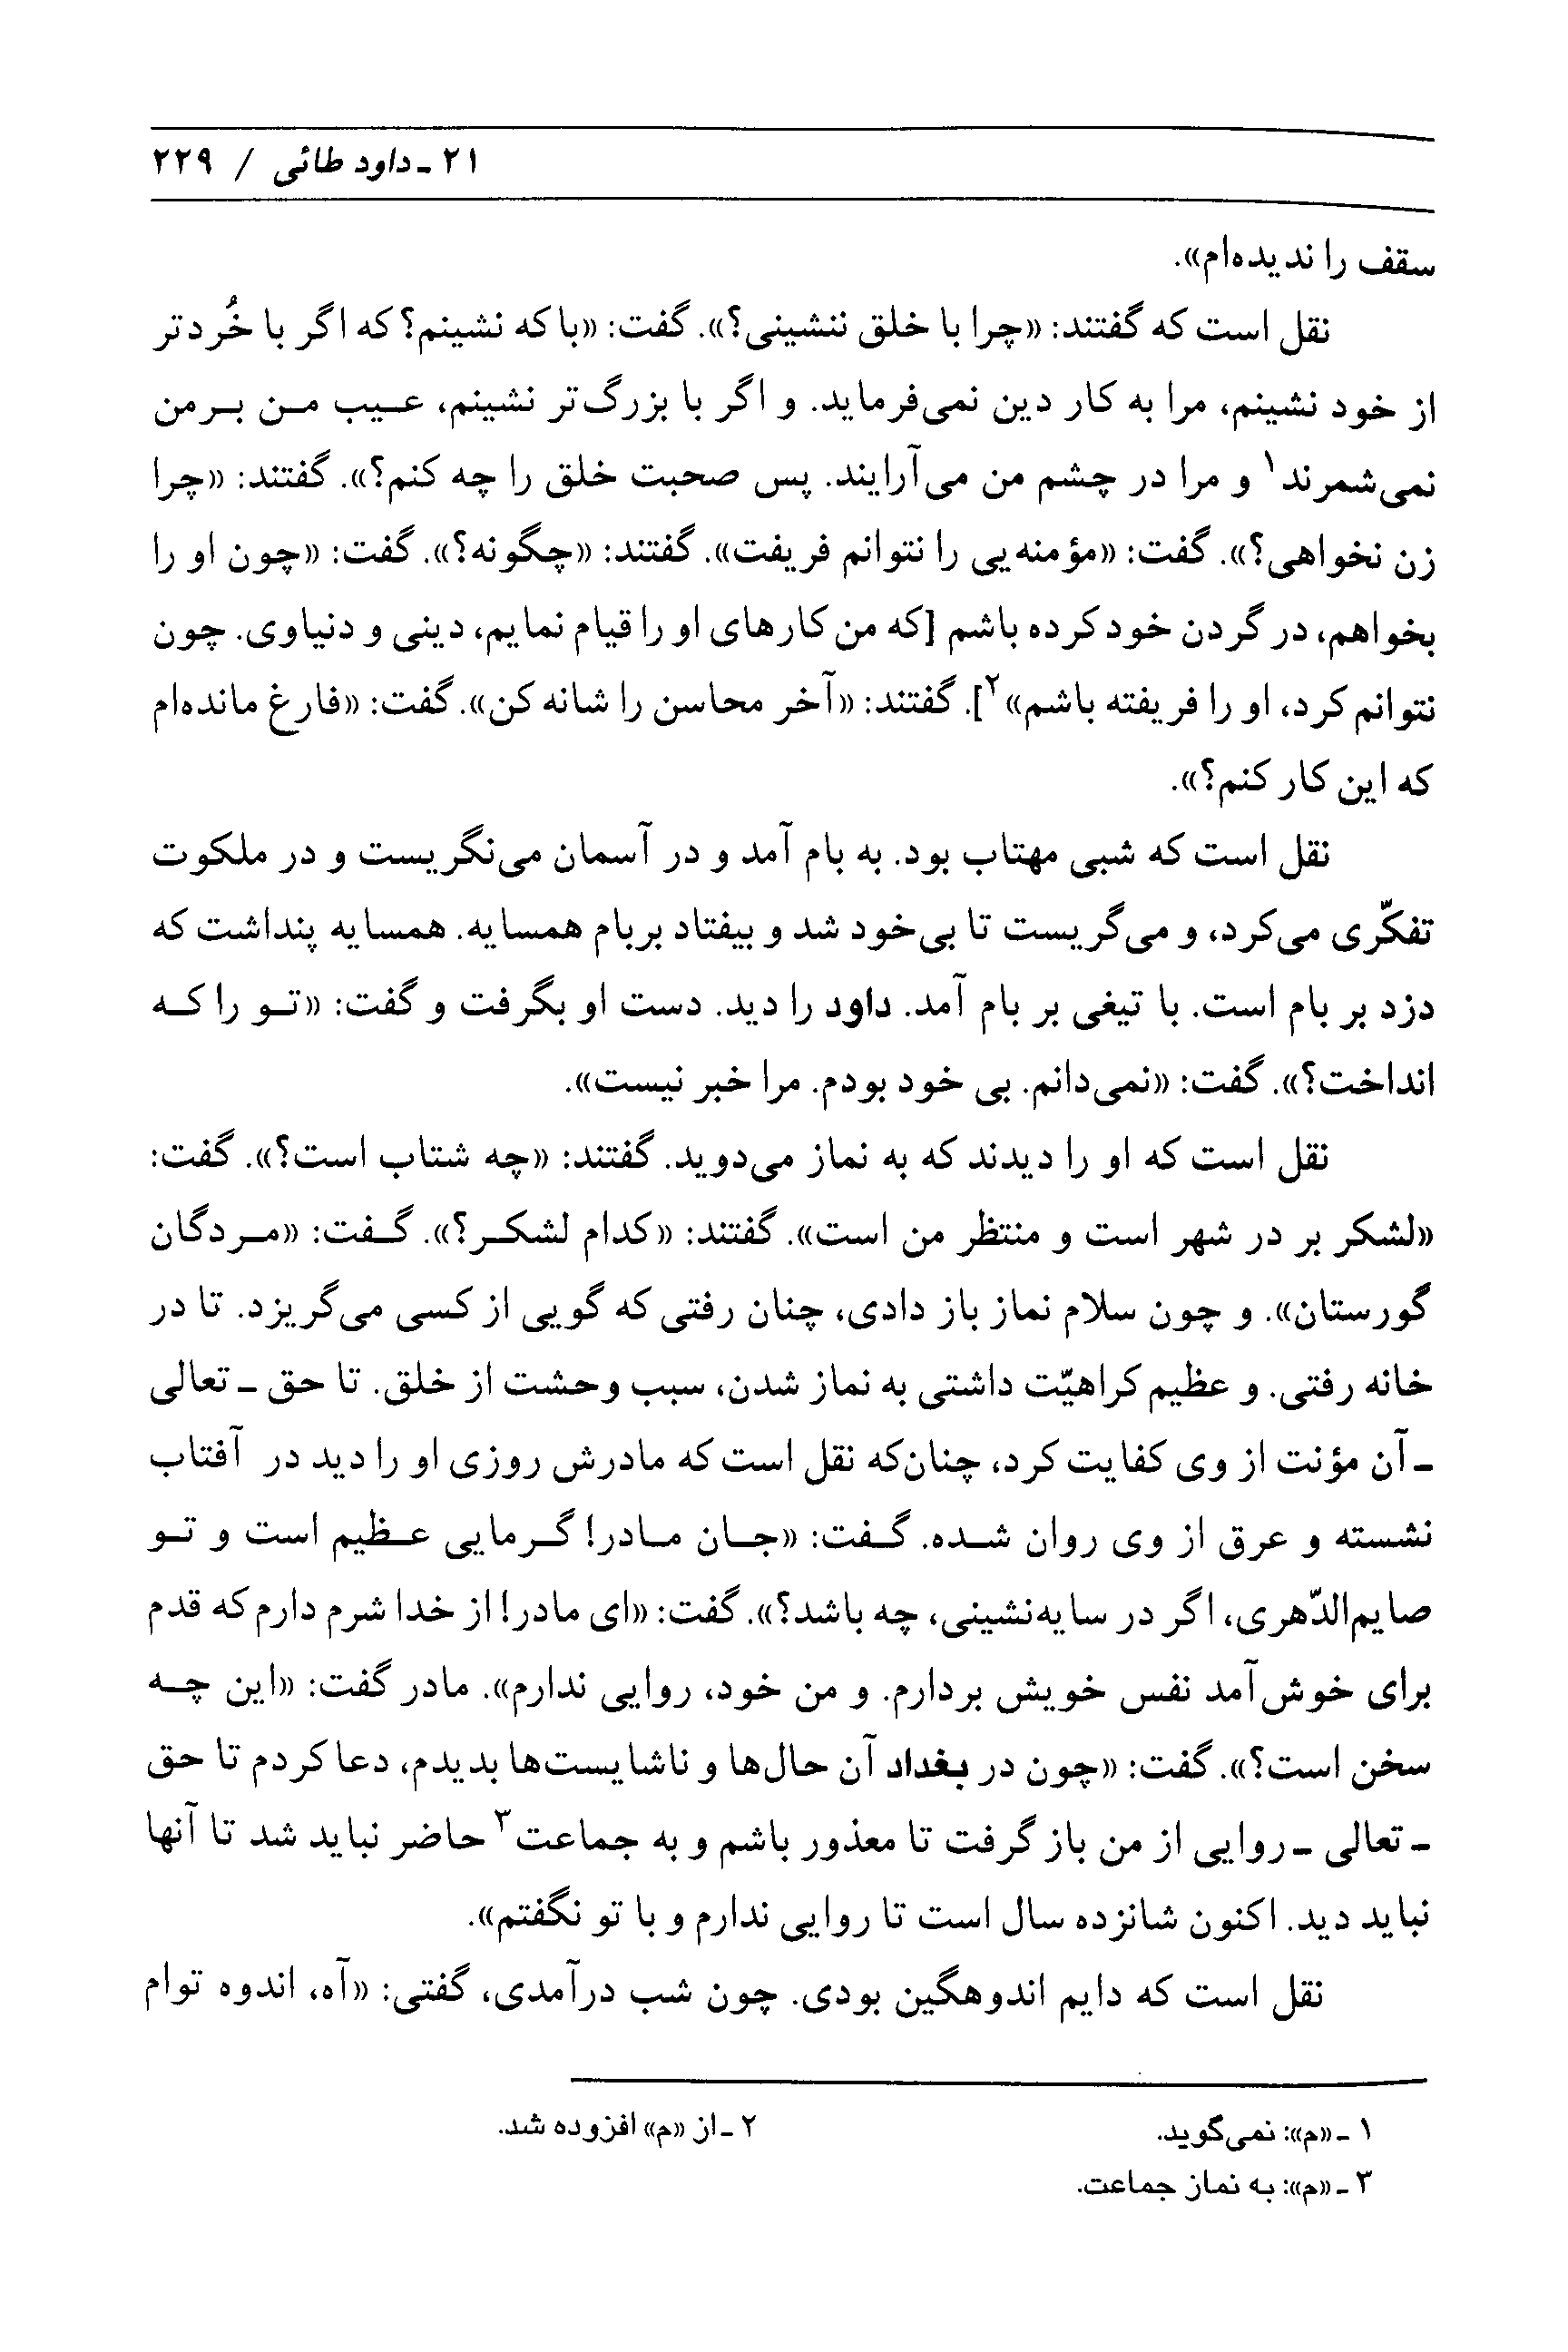 ۲۱ ـ داود طائی / ۲۲۹
سقف را ندیده‌ام».
نقل است که گفتند: «چرا با خلق ننشینی؟». گفت: «با که نشینم؟ که اگر با خُردتر
از خود نشینم، مرا به کار دین نمی‌فرماید. و اگر با بزرگ‌تر نشینم، عیب من برمن
نمی‌شمرند۱ و مرا در چشم من می‌آرایند. پس صحبت خلق را چه کنم؟». گفتند: «چرا
زن نخواهی؟». گفت: «مؤمنه‌یی را نتوانم فریفت». گفتند: «چگونه؟». گفت: «چون او را
بخواهم، در گردن خود کرده باشم [که من کارهای او را قیام نمایم، دینی و دنیاوی. چون
نتوانم کرد، او را فریفته باشم»۲]. گفتند: «آخر محاسن را شانه کن». گفت: «فارغ مانده‌ام
که این کار کنم؟».
نقل است که شبی مهتاب بود. به بام آمد و در آسمان می‌نگریست و در ملکوت
تفکّری می‌کرد، و می‌گریست تا بی‌خود شد و بیفتاد بربام همسایه. همسایه پنداشت که
دزد بر بام است. با تیغی بر بام آمد. داود را دید. دست او بگرفت و گفت: «تو را که
انداخت؟». گفت: «نمی‌دانم. بی خود بودم. مرا خبر نیست».
نقل است که او را دیدند که به نماز می‌دوید. گفتند: «چه شتاب است؟». گفت:
«لشکر بر در شهر است و منتظر من است». گفتند: «کدام لشکر؟». گفت: «مردگان
گورستان». و چون سلام نماز باز دادی، چنان رفتی که گویی از کسی می‌گریزد. تا در
خانه رفتی. و عظیم کراهیّت داشتی به نماز شدن، سبب وحشت از خلق. تا حق ـ تعالی
ـ آن مؤنت از وی کفایت کرد، چنان‌که نقل است که مادرش روزی او را دید در آفتاب
نشسته و عرق از وی روان شده. گفت: «جان مادر! گرمایی عظیم است و تو
صایم‌الدّهری، اگر در سایه‌نشینی، چه باشد؟». گفت: «ای مادر! از خدا شرم دارم که قدم
برای خوش‌آمد نفس خویش بردارم. و من خود، روایی ندارم». مادر گفت: «این چه
سخن است؟». گفت: «چون در بغداد آن حال‌ها و ناشایست‌ها بدیدم، دعا کردم تا حق
ـ تعالی ـ روایی از من باز گرفت تا معذور باشم و به جماعت۳ حاضر نباید شد تا آنها
نباید دید. اکنون شانزده سال است تا روایی ندارم و با تو نگفتم».
نقل است که دایم اندوهگین بودی. چون شب درآمدی، گفتی: «آه، اندوه توام
۱ ـ «م»: نمی‌گوید. ۲ ـ از «م» افزوده شد.
۳ ـ «م»: به نماز جماعت.